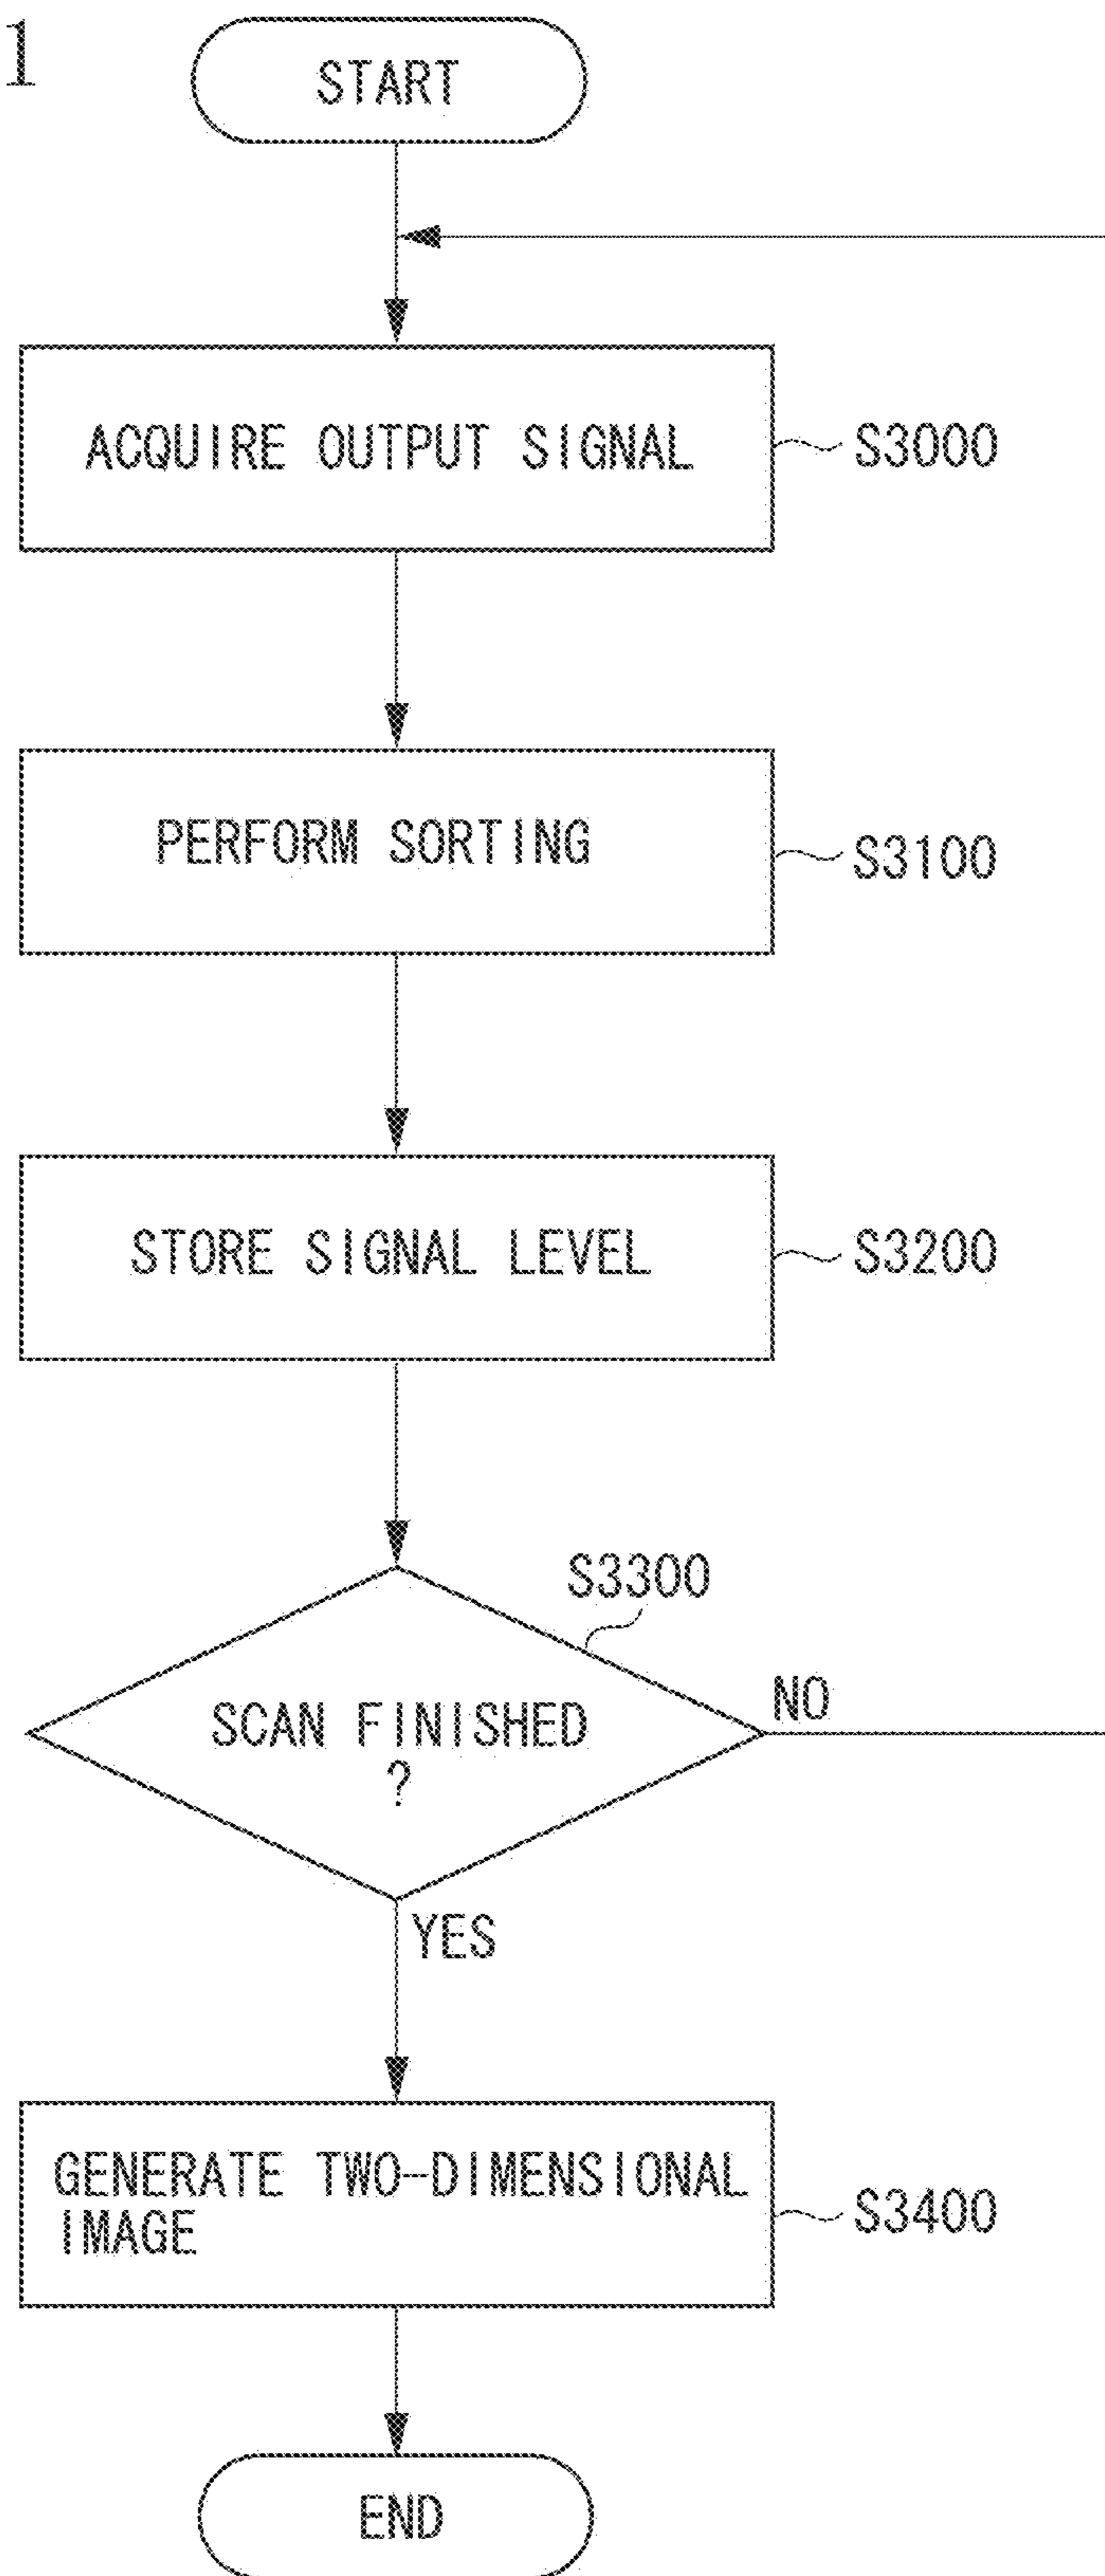 1
START
ACQUIRE OUTPUT SIGNAL
S3000
PERFORM SORTING
S3100
STORE SIGNAL LEVEL
S3200
S3300
SCAN FINISHED
?
NO
YES
GENERATE TWO-DIMENSIONAL
IMAGE
S3400
END